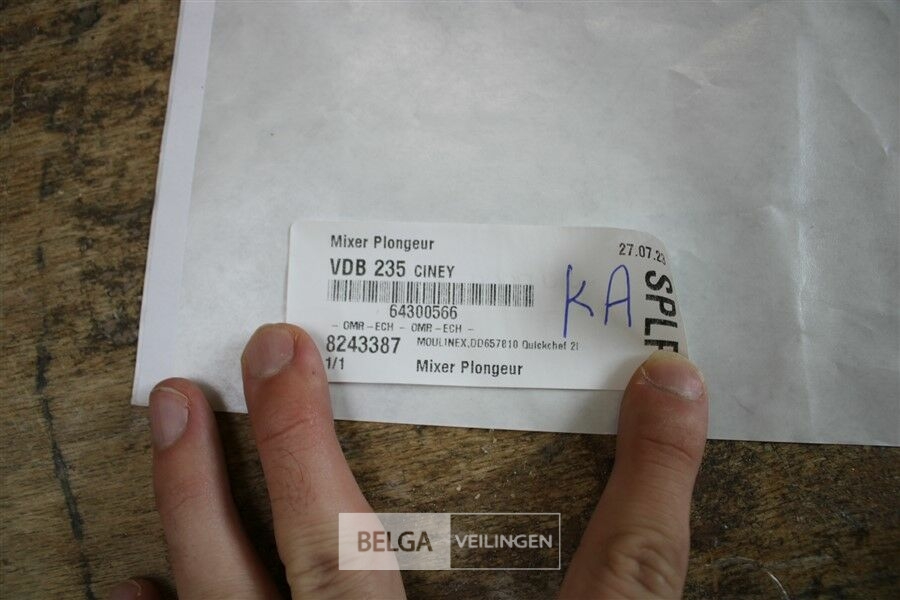 Mixer Plongeur
27.07.23
VDB 235 CINEY
64300566
KA
- OMR-ECH - OMR-ECH -
8243387 MOULINEX,DD657810 Quickchef 2l
1/1 Mixer Plongeur
BELGA VEILINGEN